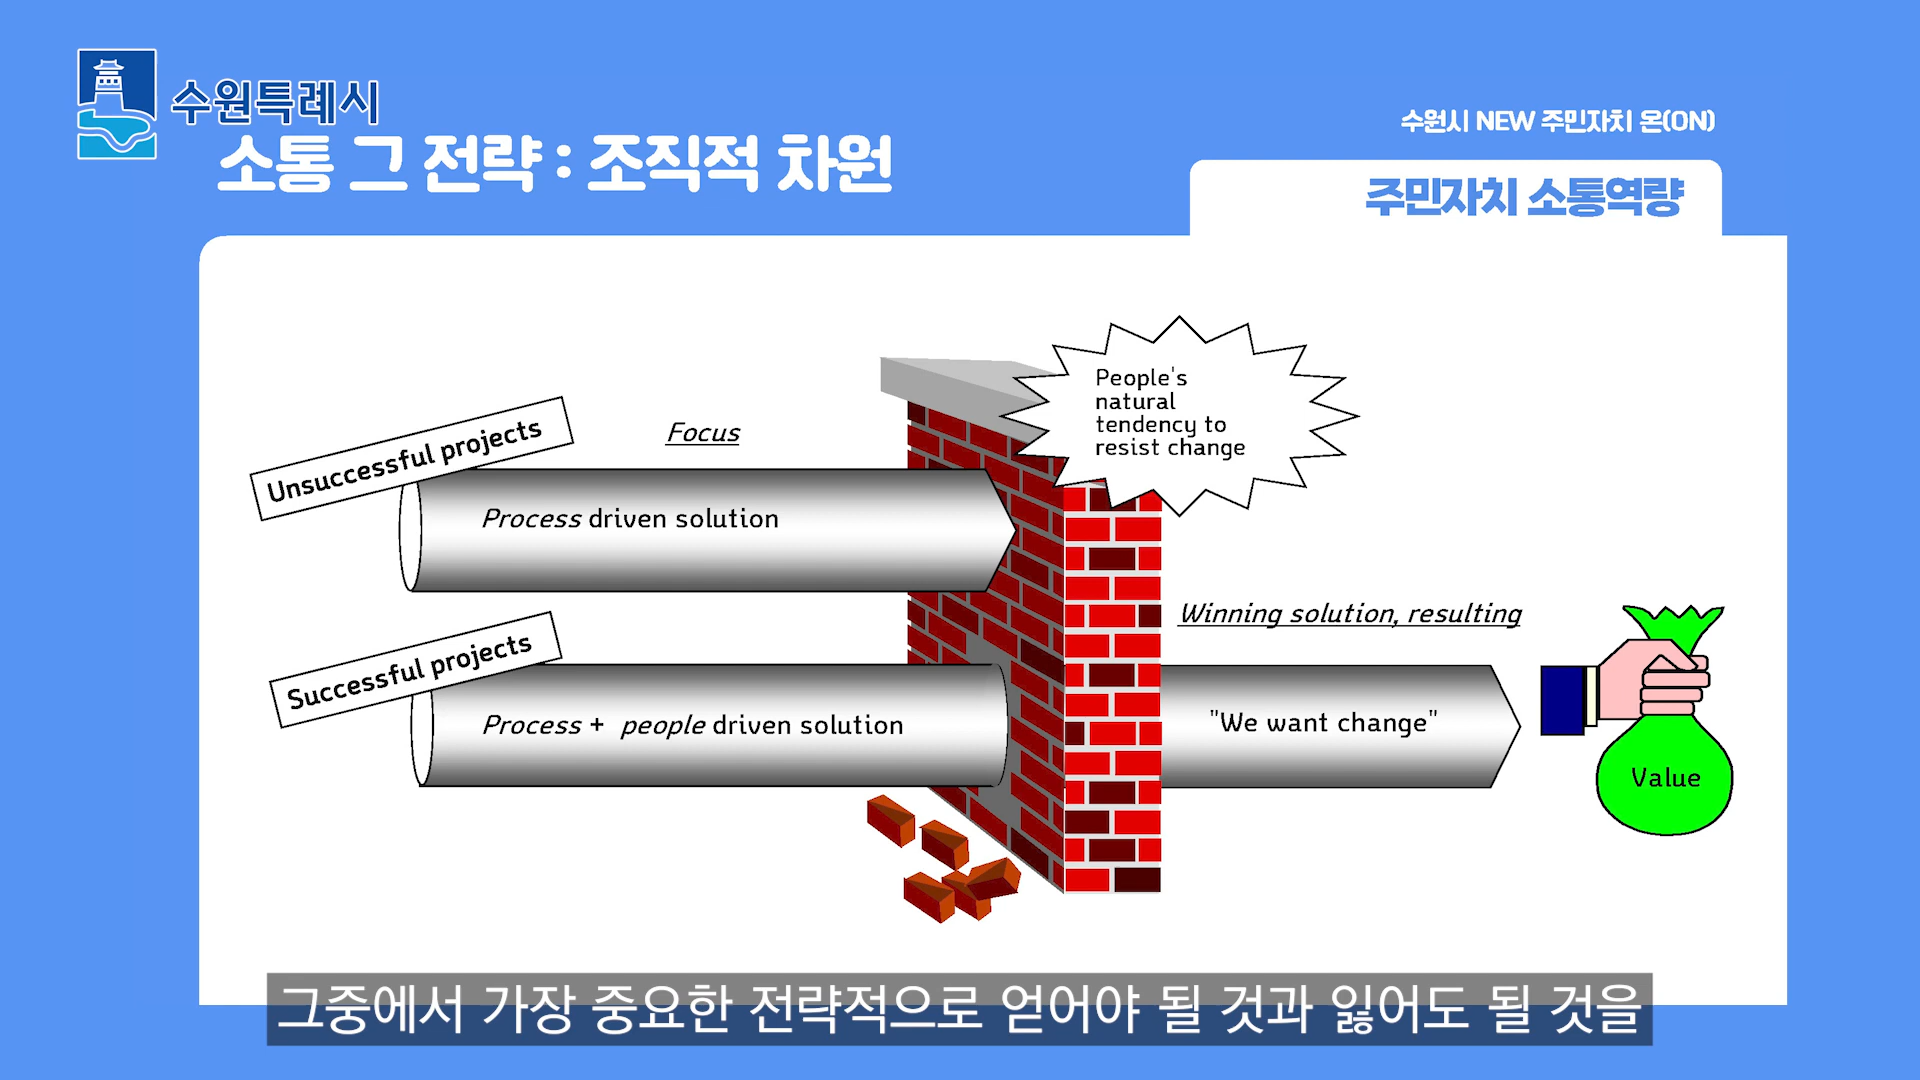 수원특례시
소통 그 전략 : 조직적 차원
수원시 NEW 주민자치 온(ON)
주민자치 소통역량
People's
natural
tendency to
resist change
Unsuccessful projects
Focus
Process driven solution
Successful projects
Process + people driven solution
Winning solution, resulting
"We want change"
Value
그중에서 가장 중요한 전략적으로 얻어야 될 것과 잃어도 될 것을